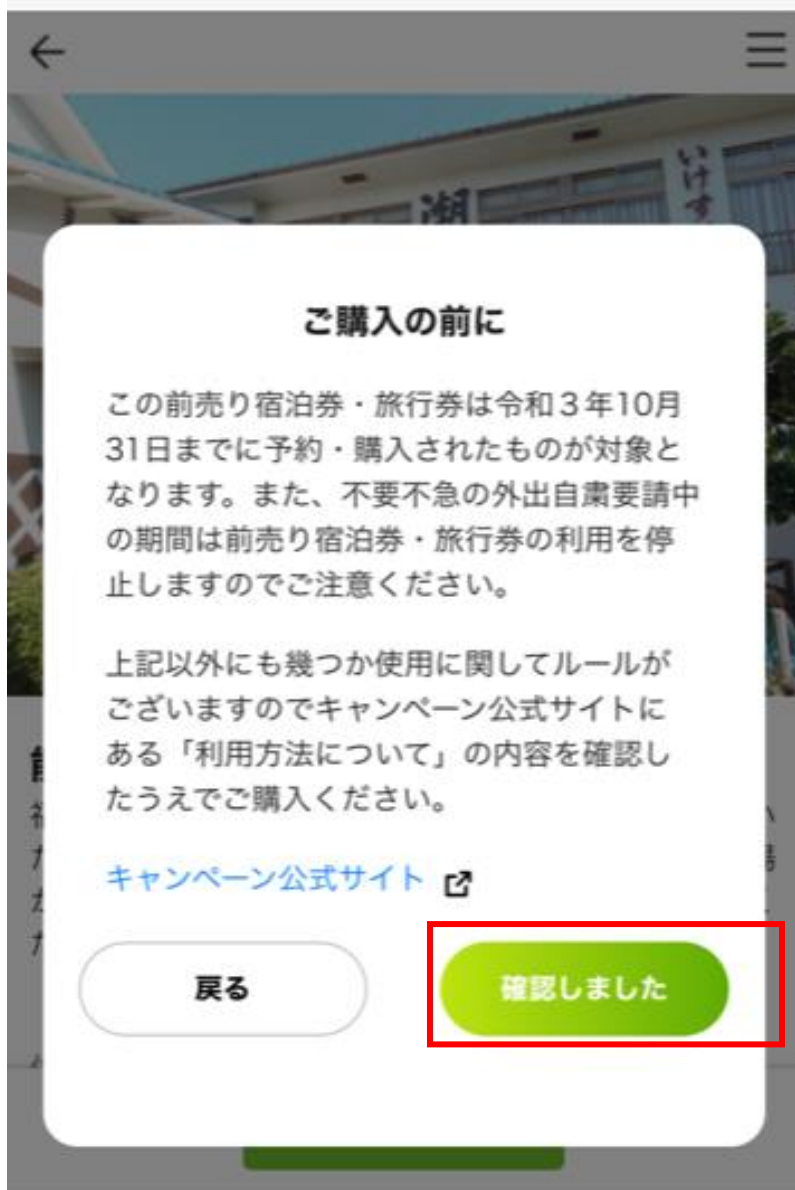 潮
いけす
ご購入の前に
この前売り宿泊券・旅行券は令和３年10月
31日までに予約・購入されたものが対象と
なります。また、不要不急の外出自粛要請中
の期間は前売り宿泊券・旅行券の利用を停
止しますのでご注意ください。
上記以外にも幾つか使用に関してルールが
ございますのでキャンペーン公式サイトに
ある「利用方法について」の内容を確認し
たうえでご購入ください。
キャンペーン公式サイト
戻る
確認しました